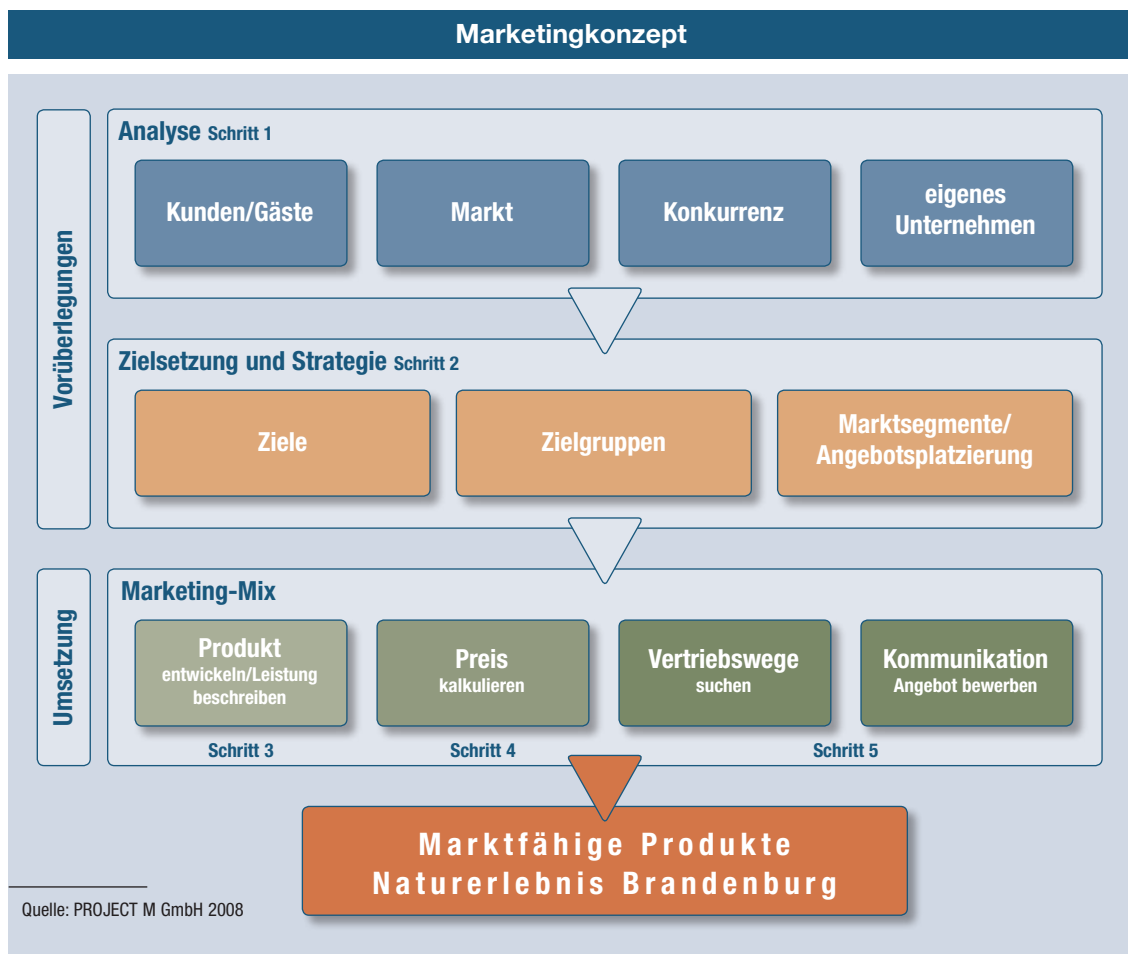 Marketingkonzept
Vorüberlegungen
Analyse Schritt 1
Kunden/Gäste
Markt
Konkurrenz
eigenes
Unternehmen
Zielsetzung und Strategie Schritt 2
Ziele
Zielgruppen
Marktsegmente/
Angebotsplatzierung
Umsetzung
Marketing-Mix
Produkt
entwickeln/Leistung
beschreiben
Preis
kalkulieren
Vertriebswege
suchen
Kommunikation
Angebot bewerben
Schritt 3
Schritt 4
Schritt 5
Marktfähige Produkte
Naturerlebnis Brandenburg
Quelle: PROJECT M GmbH 2008